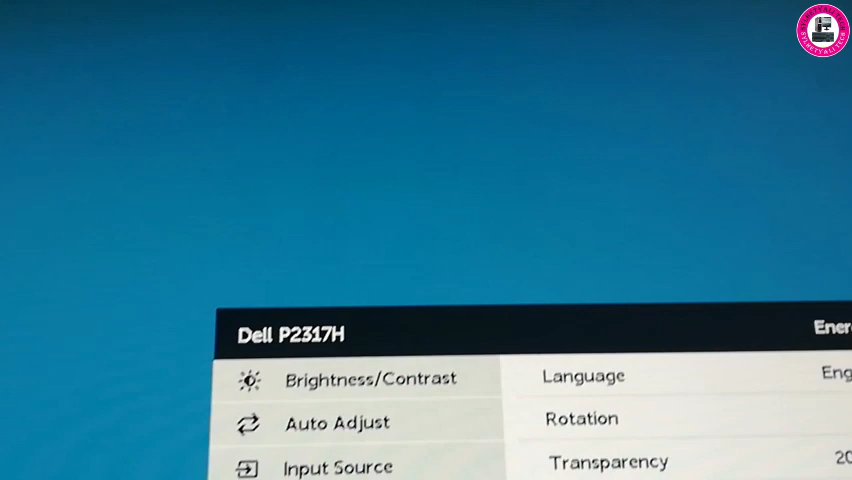 Dell P2317H
Brightness/Contrast
Auto Adjust
Input Source
Language
Rotation
Transparency